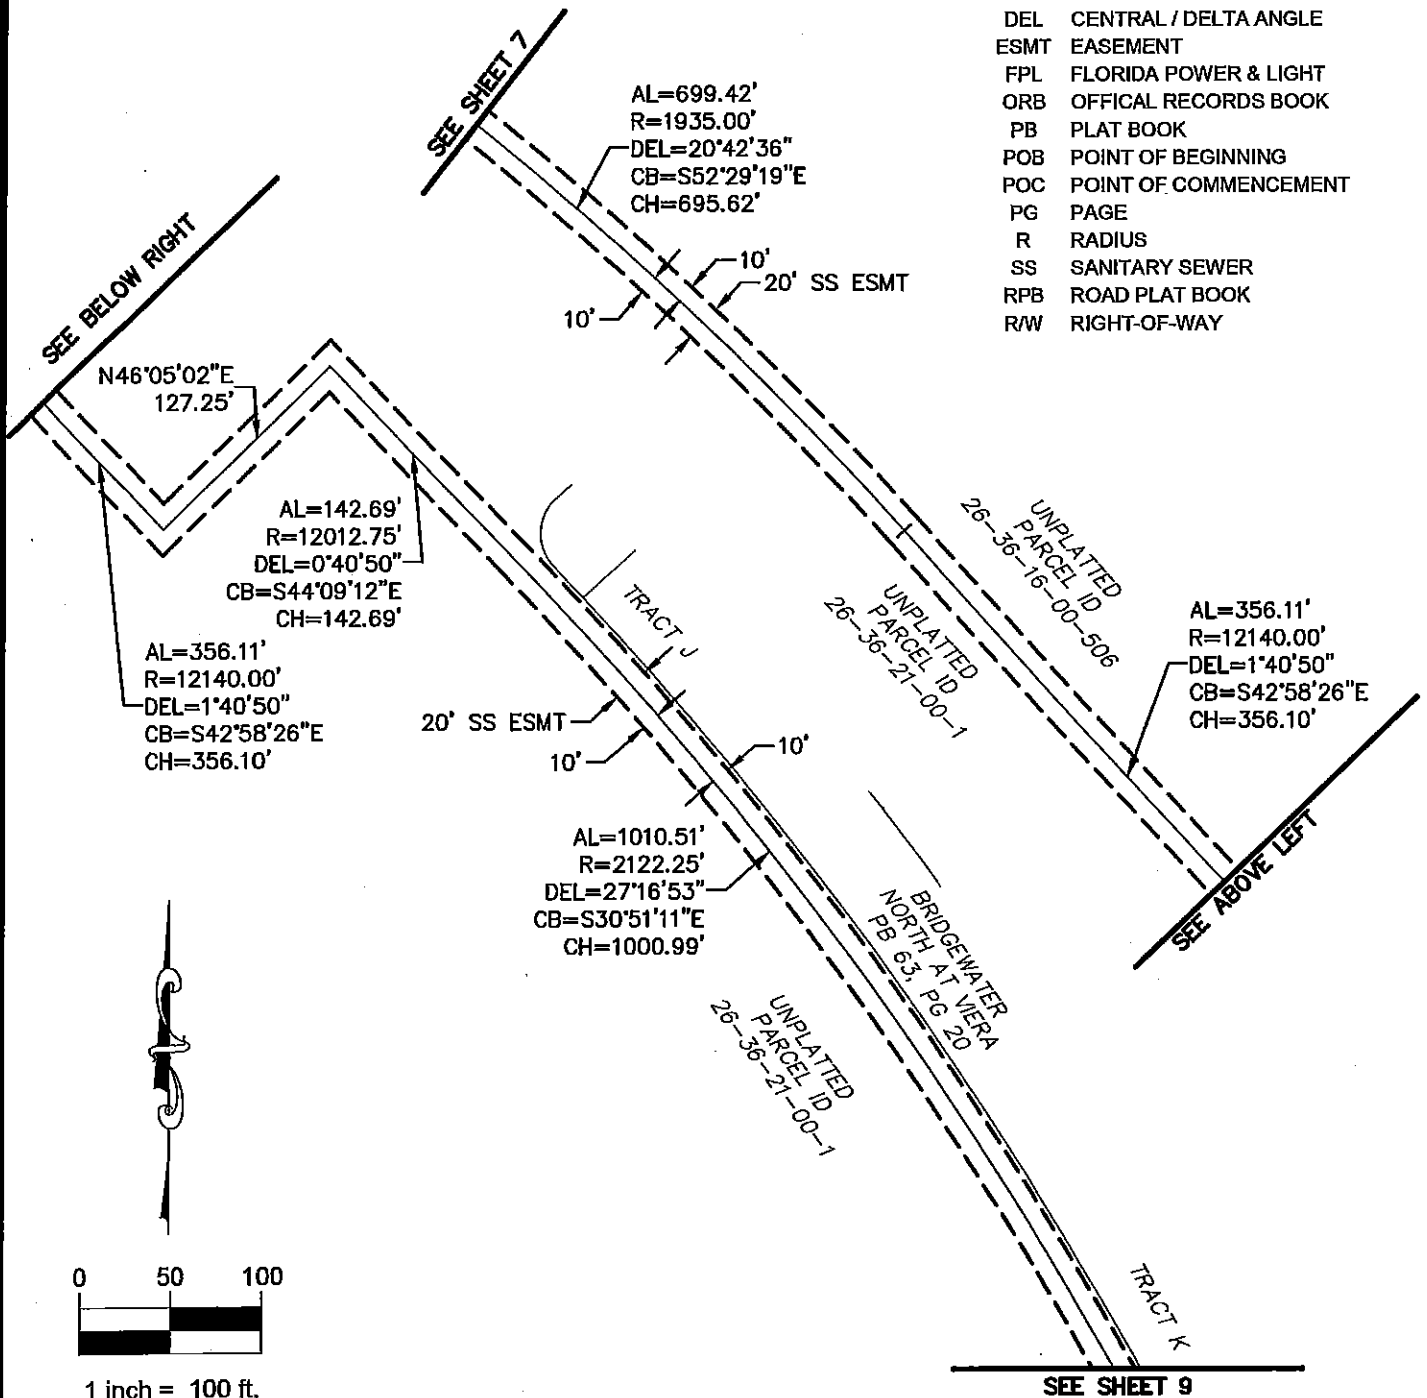 DEL CENTRAL / DELTA ANGLE
ESMT EASEMENT
FPL FLORIDA POWER & LIGHT
ORB OFFICAL RECORDS BOOK
PB PLAT BOOK
POB POINT OF BEGINNING
POC POINT OF COMMENCEMENT
PG PAGE
R RADIUS
SS SANITARY SEWER
RPB ROAD PLAT BOOK
R/W RIGHT-OF-WAY
SEE SHEET 7
AL=699.42'
R=1935.00'
DEL=20°42'36"
CB=S52°29'19"E
CH=695.62'
10'
20' SS ESMT
10'
SEE BELOW RIGHT
N46°05'02"E
127.25'
AL=142.69'
R=12012.75'
DEL=0°40'50"
CB=S44°09'12"E
CH=142.69'
AL=356.11'
R=12140.00'
DEL=1°40'50"
CB=S42°58'26"E
CH=356.10'
TRACT J
UNPLATTED
PARCEL ID
26-36-16-00-506
UNPLATTED
PARCEL ID
26-36-21-00-1
AL=356.11'
R=12140.00'
DEL=1°40'50"
CB=S42°58'26"E
CH=356.10'
SEE ABOVE LEFT
20' SS ESMT
10'
10'
AL=1010.51'
R=2122.25'
DEL=27°16'53"
CB=S30°51'11"E
CH=1000.99'
BRIDGEWATER
NORTH AT VIERA
PB 63, PG 20
UNPLATTED
PARCEL ID
26-36-21-00-1
TRACT K
0 50 100
1 inch = 100 ft.
SEE SHEET 9